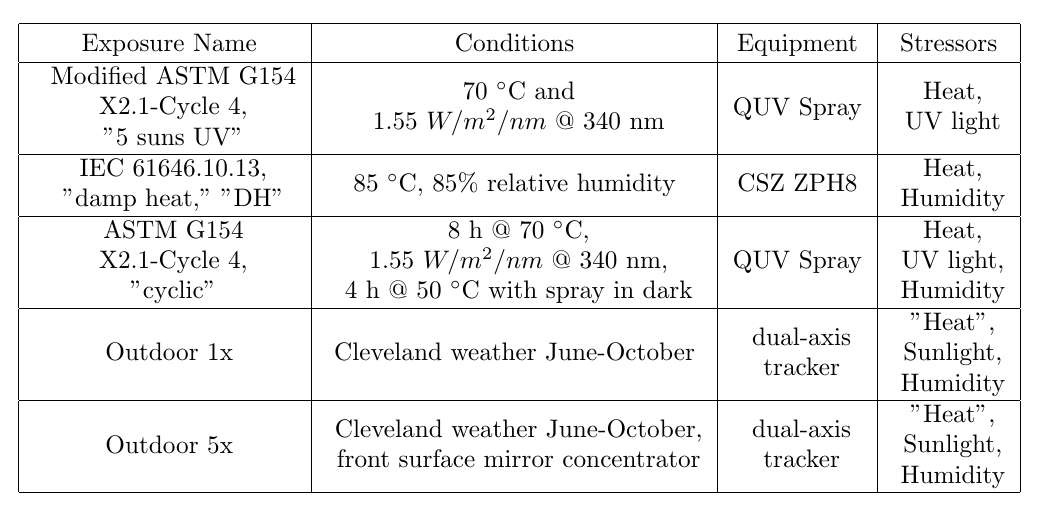 Exposure Name Conditions Equipment Stressors
Modified ASTM G154
X2.1-Cycle 4,
”5 suns UV”
70 °C and
1.55 W/m²/nm @ 340 nm
QUV Spray
Heat,
UV light
IEC 61646.10.13,
”damp heat,” ”DH”
85 °C, 85% relative humidity
CSZ ZPH8
Heat,
Humidity
ASTM G154
X2.1-Cycle 4,
”cyclic”
8 h @ 70 °C,
1.55 W/m²/nm @ 340 nm,
4 h @ 50 °C with spray in dark
QUV Spray
Heat,
UV light,
Humidity
Outdoor 1x
Cleveland weather June-October
dual-axis
tracker
”Heat”,
Sunlight,
Humidity
Outdoor 5x
Cleveland weather June-October,
front surface mirror concentrator
dual-axis
tracker
”Heat”,
Sunlight,
Humidity